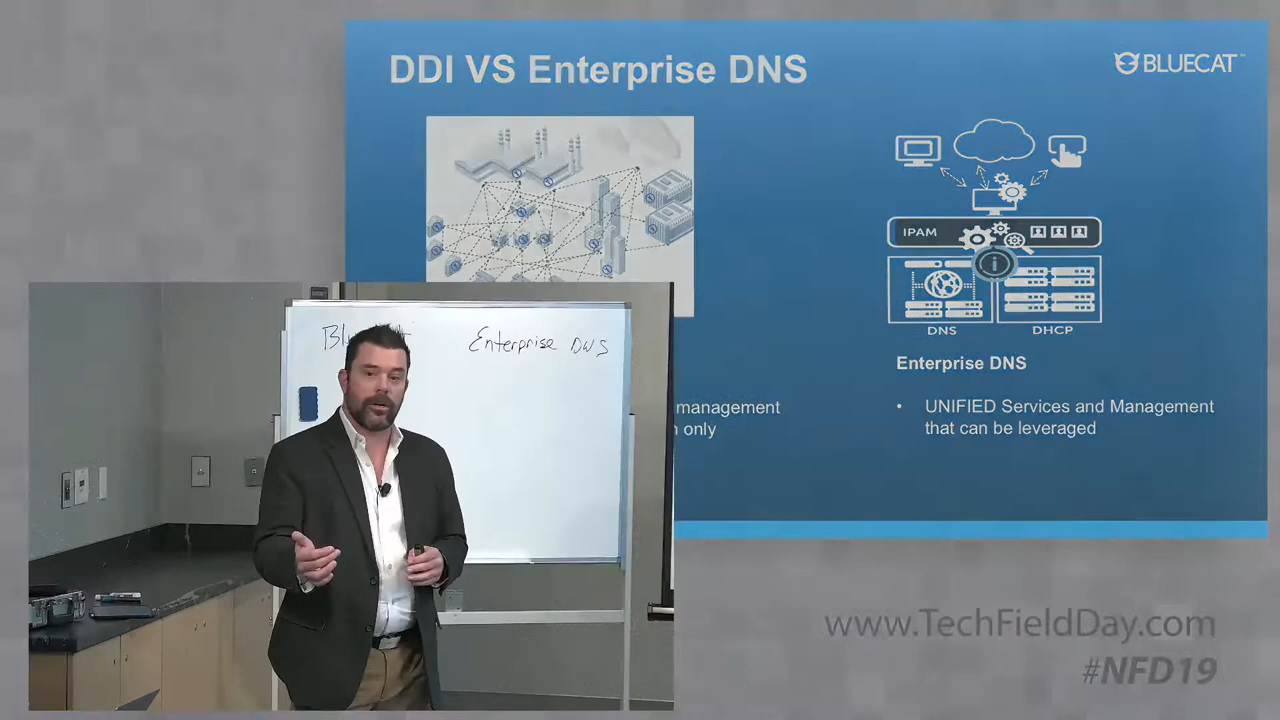 DDI VS Enterprise DNS
BLUECAT
IPAM
DNS
DHCP
Enterprise DNS
• UNIFIED Services and Management
that can be leveraged
management
only
Enterprise DNS
www.TechFieldDay.com
#NFD19